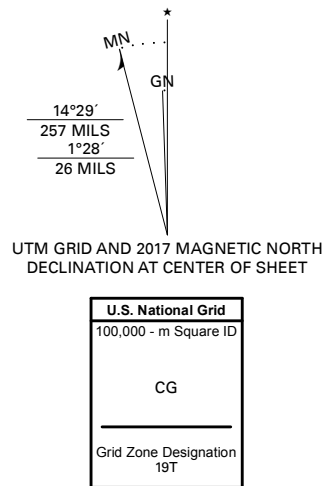 ★
MN
GN
14°29´
257 MILS
1°28´
26 MILS
UTM GRID AND 2017 MAGNETIC NORTH
DECLINATION AT CENTER OF SHEET
U.S. National Grid
100,000 - m Square ID
CG
Grid Zone Designation
19T